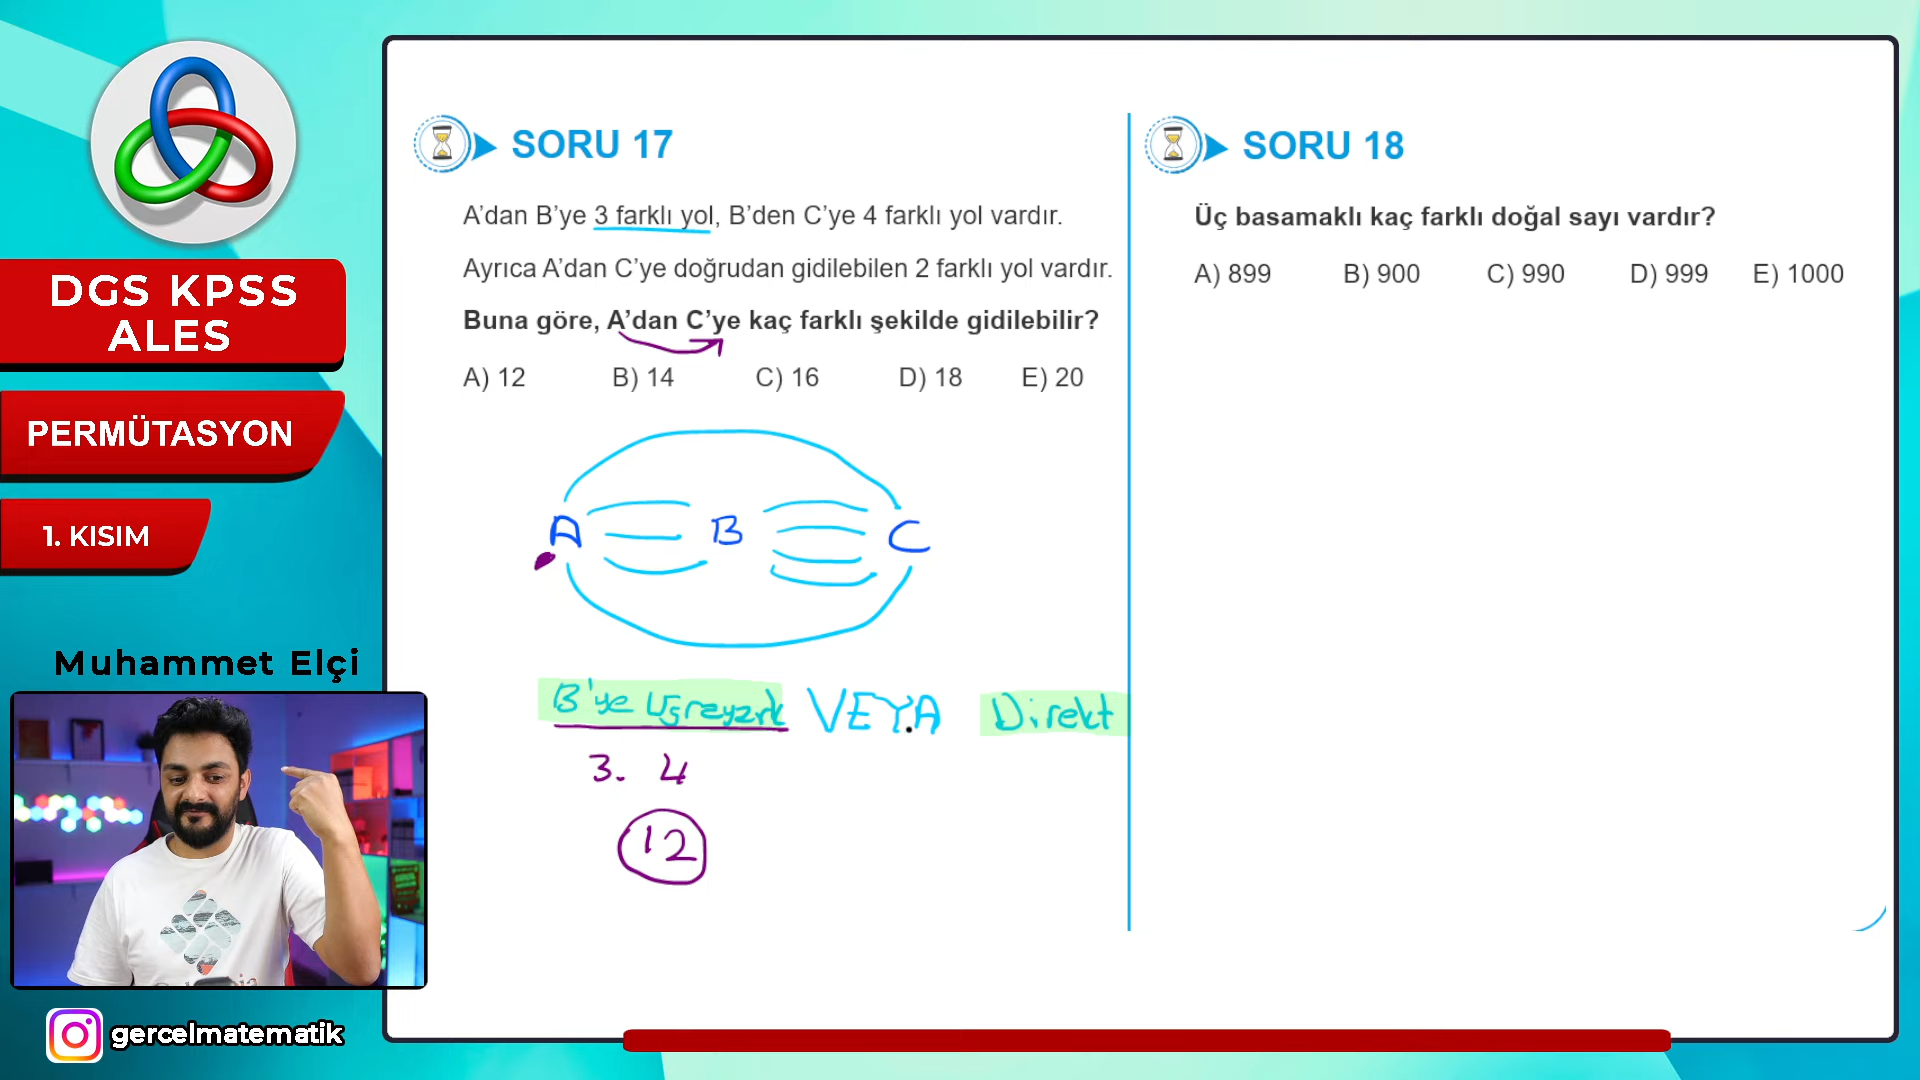 DGS KPSS
ALES
PERMÜTASYON
1. KISIM
Muhammet Elçi
gercelmatematik
SORU 17
A’dan B’ye 3 farklı yol, B’den C’ye 4 farklı yol vardır.
Ayrıca A’dan C’ye doğrudan gidilebilen 2 farklı yol vardır.
Buna göre, A’dan C’ye kaç farklı şekilde gidilebilir?
A) 12 B) 14 C) 16 D) 18 E) 20
A B C
B'ye uğrayarak VEYA Direkt
3. 4
12
SORU 18
Üç basamaklı kaç farklı doğal sayı vardır?
A) 899 B) 900 C) 990 D) 999 E) 1000